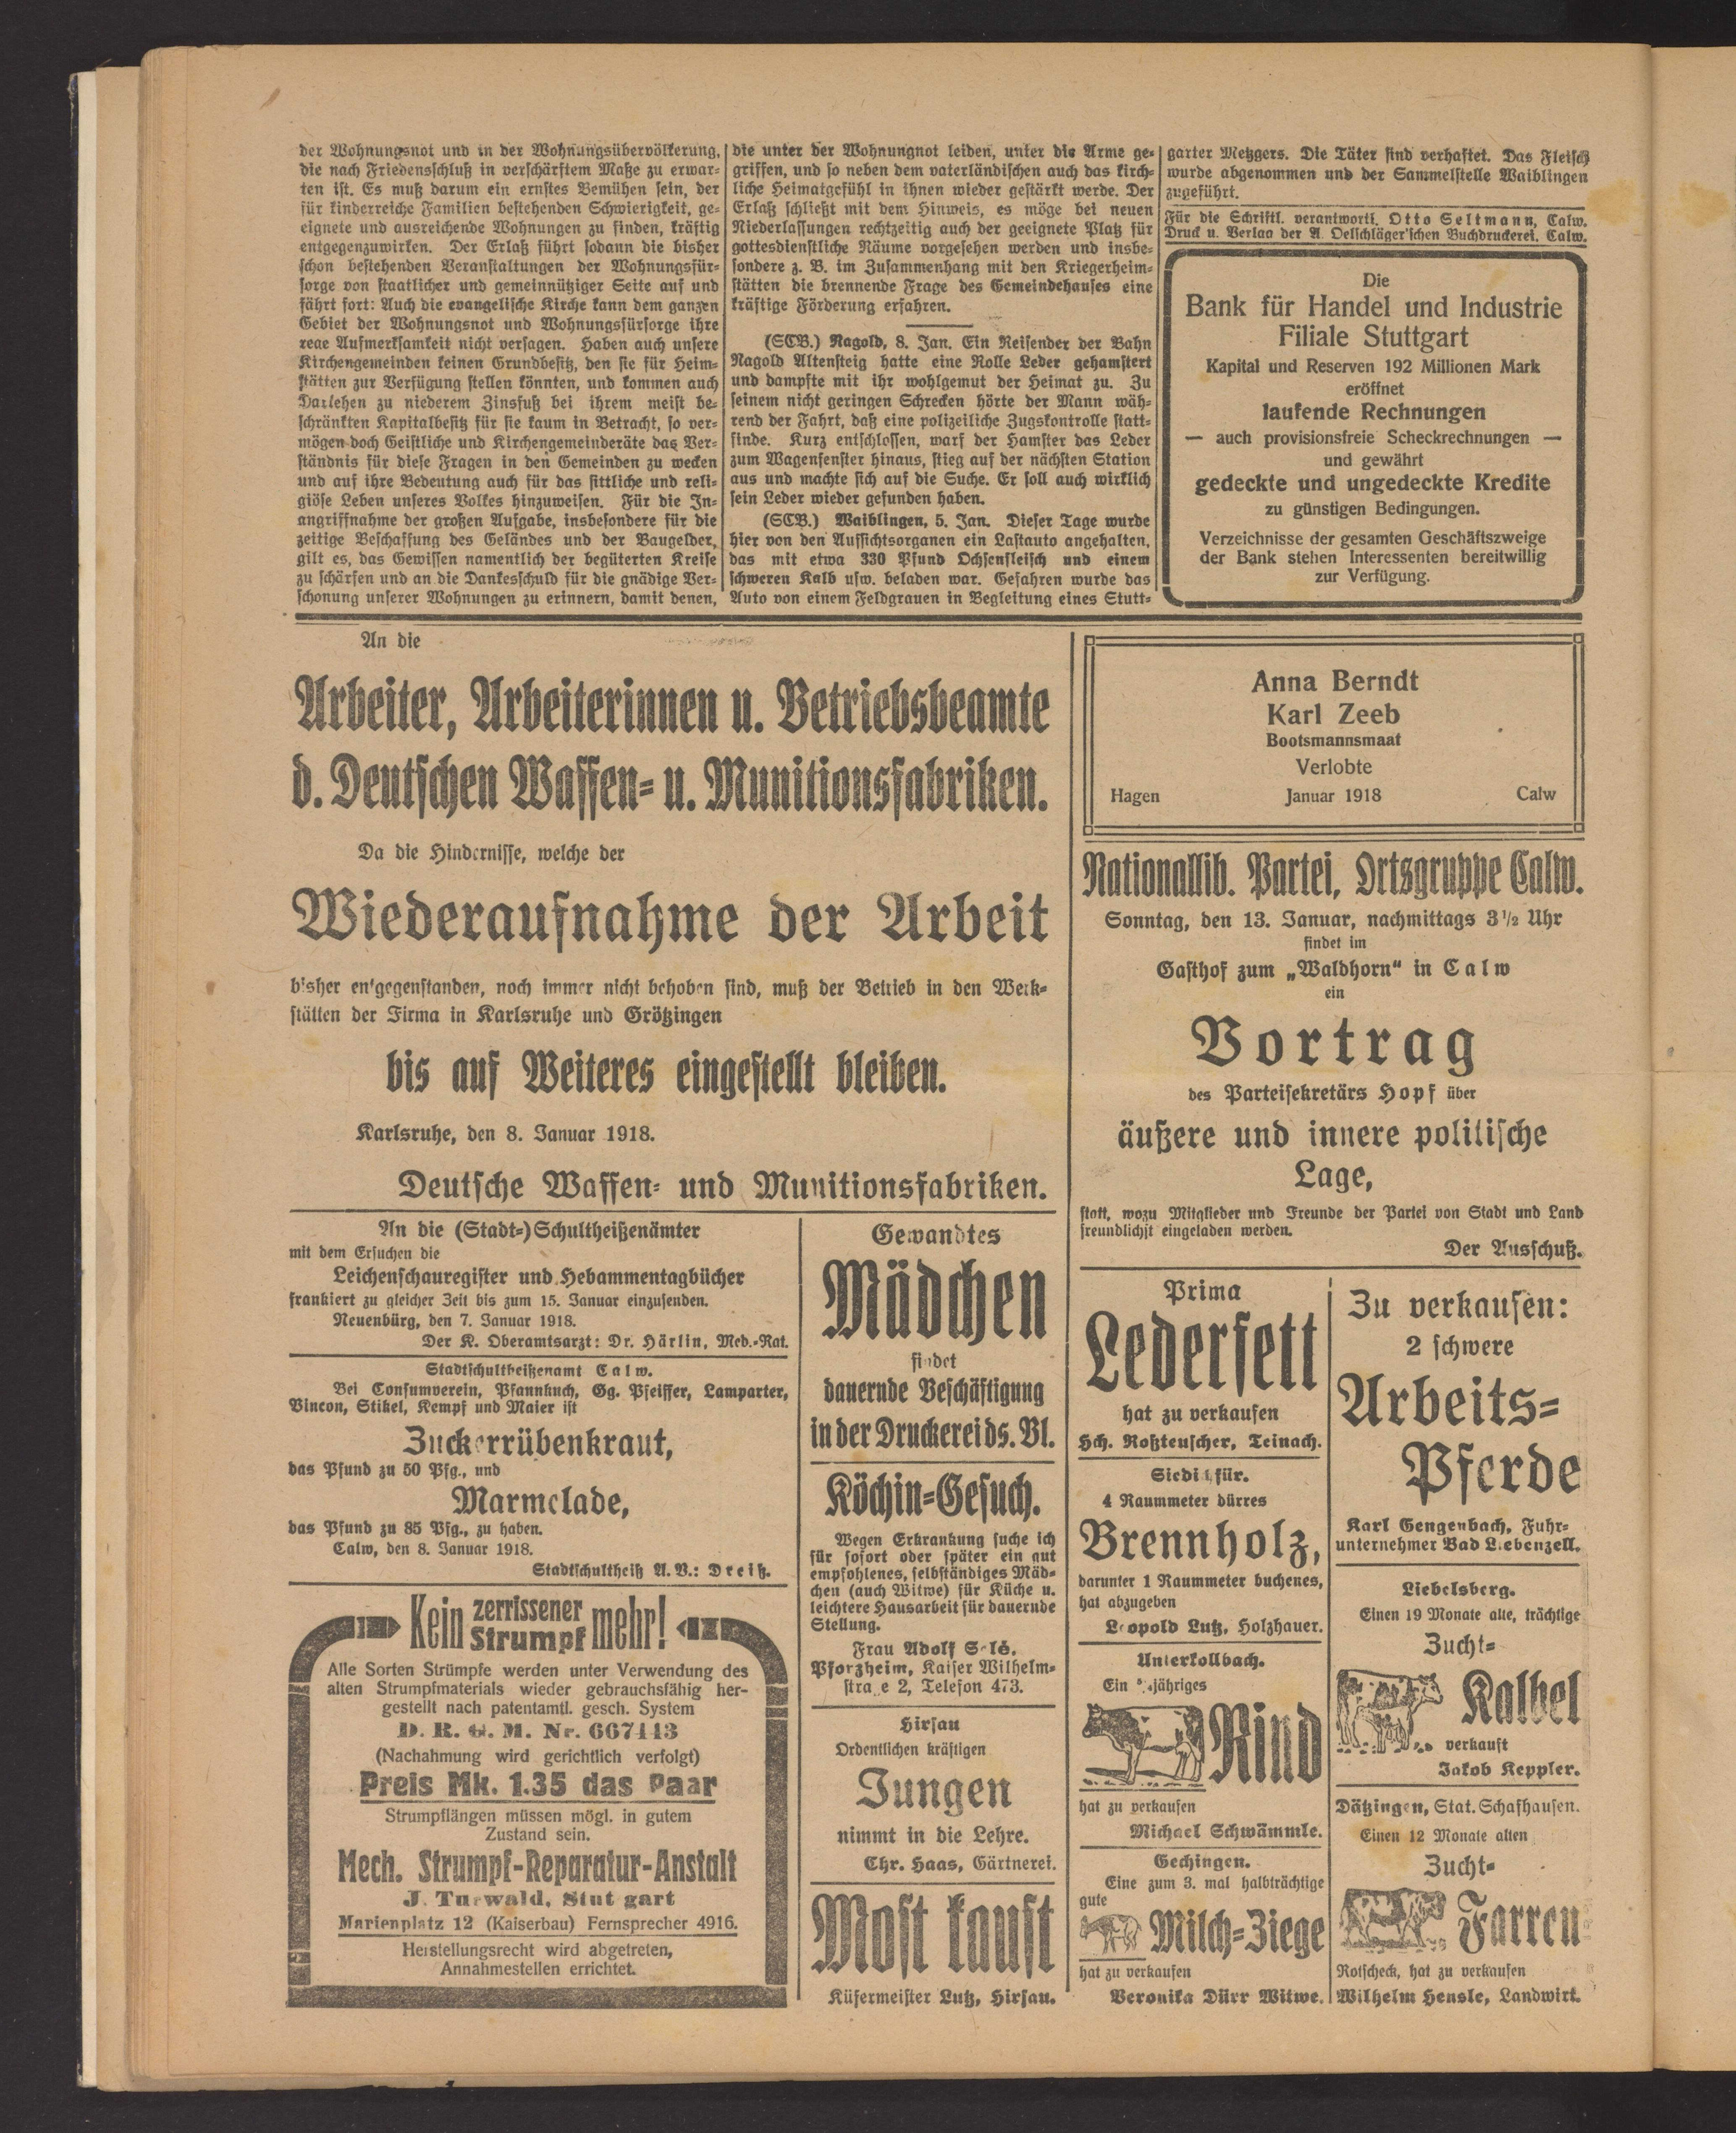 der Wohnungsnot und in der Wohnungsübervölkerung,
die nach Friedensschluß in verschärftem Maße zu erwar-
ten ist. Es muß darum ein ernstes Bemühen sein, der
für kinderreiche Familien bestehenden Schwierigkeit, ge-
eignete und ausreichende Wohnungen zu finden, kräftig
entgegenzuwirken. Der Erlaß führt sodann die bisher
schon bestehenden Veranstaltungen der Wohnungsfür-
sorge von staatlicher und gemeinnütziger Seite auf und
fährt fort: Auch die evangelische Kirche kann dem ganzen
Gebiet der Wohnungsnot und Wohnungsfürsorge ihre
rege Aufmerksamkeit nicht versagen. Haben auch unsere
Kirchengemeinden keinen Grundbesitz, den sie für Heim-
stätten zur Verfügung stellen könnten, und kommen auch
Darlehen zu niederem Zinsfuß bei ihrem meist be-
schränkten Kapitalbesitz für sie kaum in Betracht, so ver-
mögen doch Geistliche und Kirchengemeinderäte das Ver-
ständnis für diese Fragen in den Gemeinden zu wecken
und auf ihre Bedeutung auch für das sittliche und reli-
giöse Leben unseres Volkes hinzuweisen. Für die In-
angriffnahme der großen Aufgabe, insbesondere für die
zeitige Beschaffung des Geländes und der Baugelder,
gilt es, das Gewissen namentlich der begüterten Kreise
zu schärfen und an die Dankesschuld für die gnädige Ver-
schonung unserer Wohnungen zu erinnern, damit denen,
die unter der Wohnungnot leiden, unter die Arme ge-
griffen, und so neben dem vaterländischen auch das kirch-
liche Heimatgefühl in ihnen wieder gestärkt werde. Der
Erlaß schließt mit dem Hinweis, es möge bei neuen
Niederlassungen rechtzeitig auch der geeignete Platz für
gottesdienstliche Räume vorgesehen werden und insbe-
sondere z. B. im Zusammenhang mit den Kriegerheim-
stätten die brennende Frage des Gemeindehauses eine
kräftige Förderung erfahren.
(SCB.) Nagold, 8. Jan. Ein Reisender der Bahn
Nagold Altensteig hatte eine Rolle Leder gehamstert
und dampfte mit ihr wohlgemut der Heimat zu. Zu
seinem nicht geringen Schrecken hörte der Mann wäh-
rend der Fahrt, daß eine polizeiliche Zugskontrolle statt-
finde. Kurz entschlossen, warf der Hamster das Leder
zum Wagenfenster hinaus, stieg auf der nächsten Station
aus und machte sich auf die Suche. Er soll auch wirklich
sein Leder wieder gefunden haben.
(SCB.) Waiblingen, 5. Jan. Dieser Tage wurde
hier von den Aufsichtsorganen ein Lastauto angehalten,
das mit etwa 330 Pfund Ochsenfleisch und einem
schweren Kalb usw. beladen war. Gefahren wurde das
Auto von einem Feldgrauen in Begleitung eines Stutt-
garter Metzgers. Die Täter sind verhaftet. Das Fleisch
wurde abgenommen und der Sammelstelle Waiblingen
zugeführt.
Für die Schriftl. verantwortl. Otto Seltmann, Calw.
Druck u. Verlag der A. Oelschläger'schen Buchdruckerei, Calw.
Die
Bank für Handel und Industrie
Filiale Stuttgart
Kapital und Reserven 192 Millionen Mark
eröffnet
laufende Rechnungen
— auch provisionsfreie Scheckrechnungen —
und gewährt
gedeckte und ungedeckte Kredite
zu günstigen Bedingungen.
Verzeichnisse der gesamten Geschäftszweige
der Bank stehen Interessenten bereitwillig
zur Verfügung.
An die
Arbeiter, Arbeiterinnen u. Betriebsbeamte
d. Deutschen Waffen- u. Munitionsfabriken.
Da die Hindernisse, welche der
Wiederaufnahme der Arbeit
bisher entgegenstanden, noch immer nicht behoben sind, muß der Betrieb in den Werk-
stätten der Firma in Karlsruhe und Grötzingen
bis auf Weiteres eingestellt bleiben.
Karlsruhe, den 8. Januar 1918.
Deutsche Waffen- und Munitionsfabriken.
Anna Berndt
Karl Zeeb
Bootsmannsmaat
Verlobte
Hagen Januar 1918 Calw
Nationallib. Partei, Ortsgruppe Calw.
Sonntag, den 13. Januar, nachmittags 3½ Uhr
findet im
Gasthof zum „Waldhorn“ in Calw
ein
Vortrag
des Parteisekretärs Hopf über
äußere und innere politische
Lage,
statt, wozu Mitglieder und Freunde der Partei von Stadt und Land
freundlichst eingeladen werden.
Der Ausschuß.
An die (Stadt-)Schultheißenämter
mit dem Ersuchen die
Leichenschauregister und Hebammentagbücher
frankiert zu gleicher Zeit bis zum 15. Januar einzusenden.
Neuenbürg, den 7. Januar 1918.
Der K. Oberamtsarzt: Dr. Härlin, Med.-Rat.
Stadtschultheißenamt Calw.
Bei Consumverein, Pfannkuch, Gg. Pfeiffer, Lamparter,
Vincon, Stikel, Kempf und Maier ist
Zuckerrübenkraut,
das Pfund zu 50 Pfg., und
Marmelade,
das Pfund zu 85 Pfg., zu haben.
Calw, den 8. Januar 1918.
Stadtschultheiß A.V.: Dreiß.
Kein zerrissener Strumpf mehr!
Alle Sorten Strümpfe werden unter Verwendung des
alten Strumpfmaterials wieder gebrauchsfähig her-
gestellt nach patentamtl. gesch. System
D. R. G. M. Nr. 667443
(Nachahmung wird gerichtlich verfolgt)
Preis Mk. 1.35 das Paar
Strumpflängen müssen mögl. in gutem
Zustand sein.
Mech. Strumpf-Reparatur-Anstalt
J. Wald, Stuttgart
Marienplatz 12 (Kaiserbau) Fernsprecher 4916.
Herstellungsrecht wird abgetreten,
Annahmestellen errichtet.
Gewandtes
Mädchen
findet
dauernde Beschäftigung
in der Druckerei ds. Bl.
Köchin-Gesuch.
Wegen Erkrankung suche ich
für sofort oder später ein gut
empfohlenes, selbständiges Mäd-
chen (auch Witwe) für Küche u.
leichtere Hausarbeit für dauernde
Stellung.
Frau Adolf
Pforzheim, Kaiser Wilhelm-
straße 2, Telefon 473.
Hirsau
Ordentlichen kräftigen
Jungen
nimmt in die Lehre.
Chr. Haas, Gärtnerei.
Most kauft
Küfermeister Lutz, Hirsau.
Prima
Lederfett
hat zu verkaufen
Hch. Roßteuscher, Teinach.
4 Raummeter dürres
Brennholz,
darunter 1 Raummeter buchenes,
hat abzugeben
Leopold Lutz, Holzhauer.
Unterkollbach.
Ein jähriges
Rind
hat zu verkaufen
Michael Schwämmle.
Gechingen.
Eine zum 3. mal halbträchtige
gute
Milch-Ziege
hat zu verkaufen
Veronika Dürr Witwe.
Zu verkaufen:
2 schwere
Arbeits-
Pferde
Karl Gengenbach, Fuhr-
unternehmer Bad Liebenzell.
Liebelsberg.
Einen 19 Monate alte, trächtige
Zucht-
Kalbel
verkauft
Jakob Keppler.
Dätzingen, Stat. Schafhausen.
Einen 12 Monate alten
Zucht-
Farren
Rotscheck, hat zu verkaufen
Wilhelm Hensle, Landwirt.